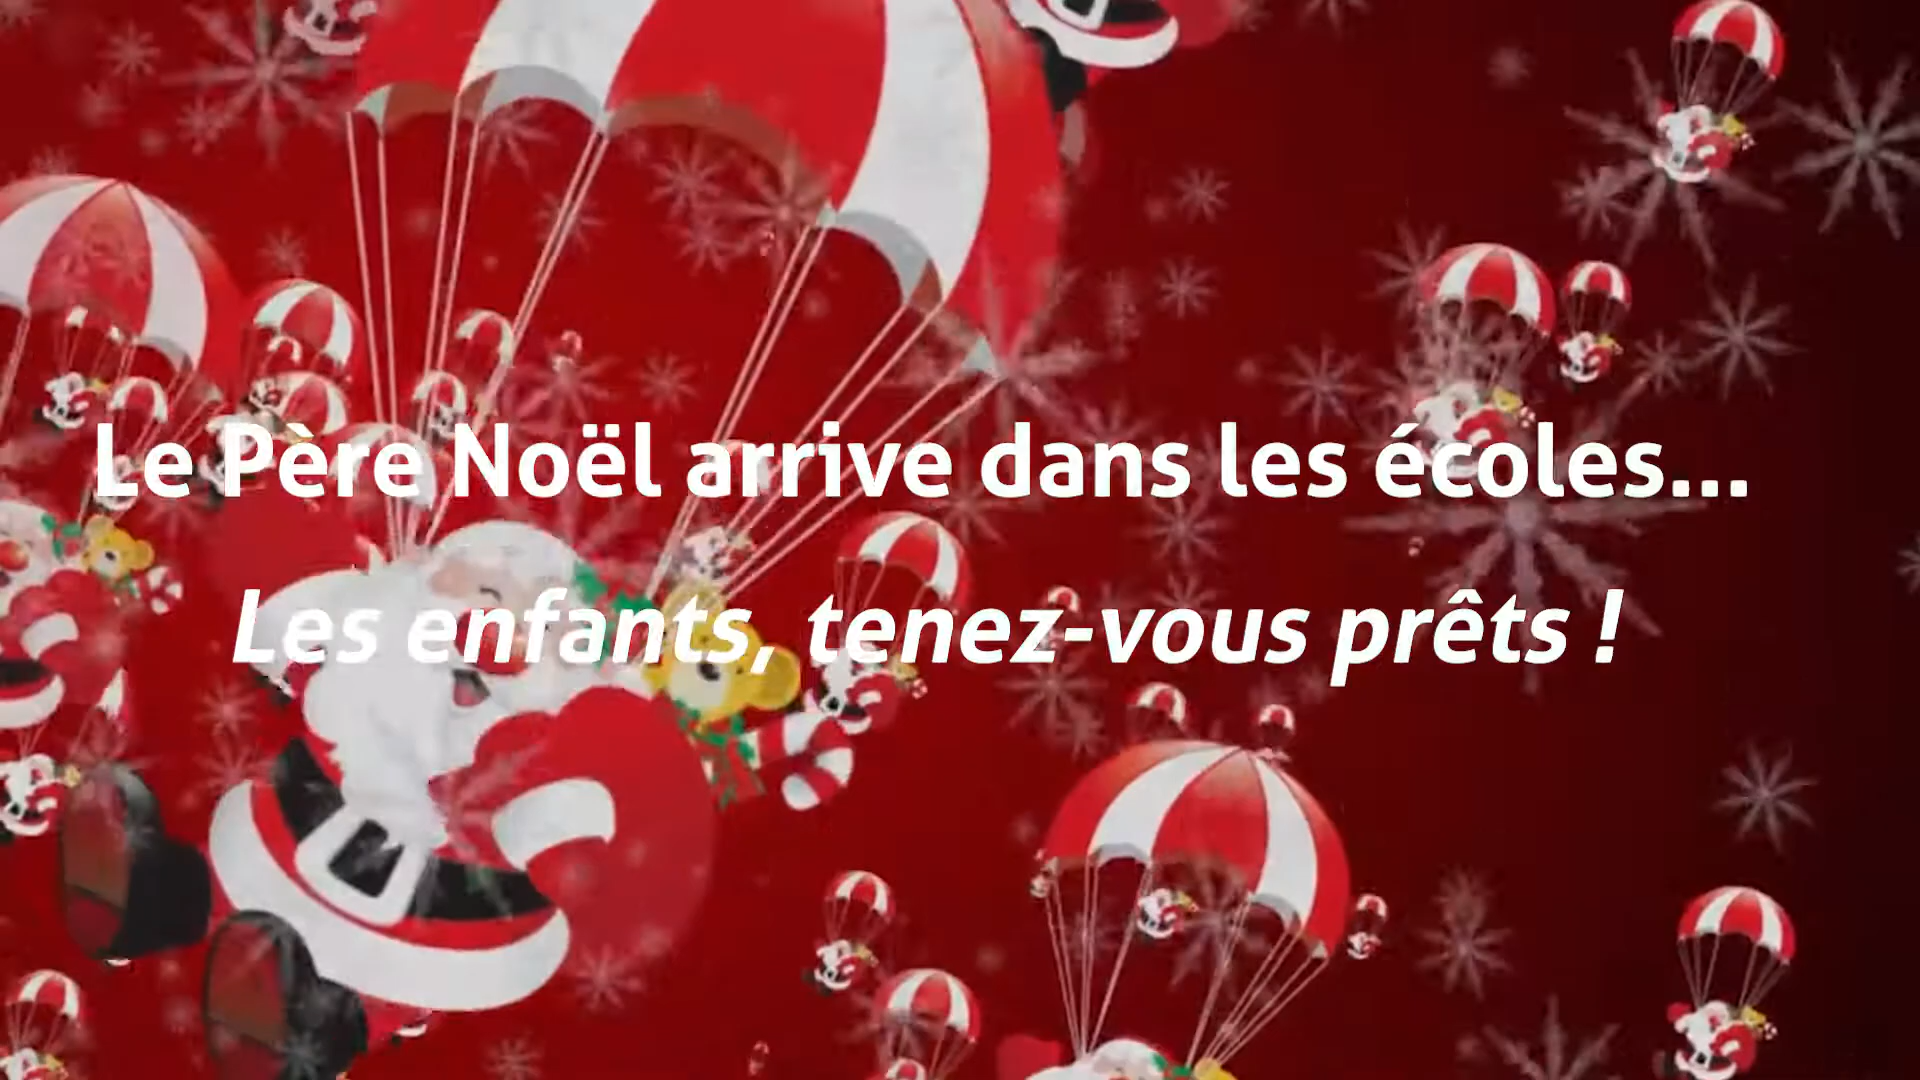 Le Père Noël arrive dans les écoles...
Les enfants, tenez-vous prêts !